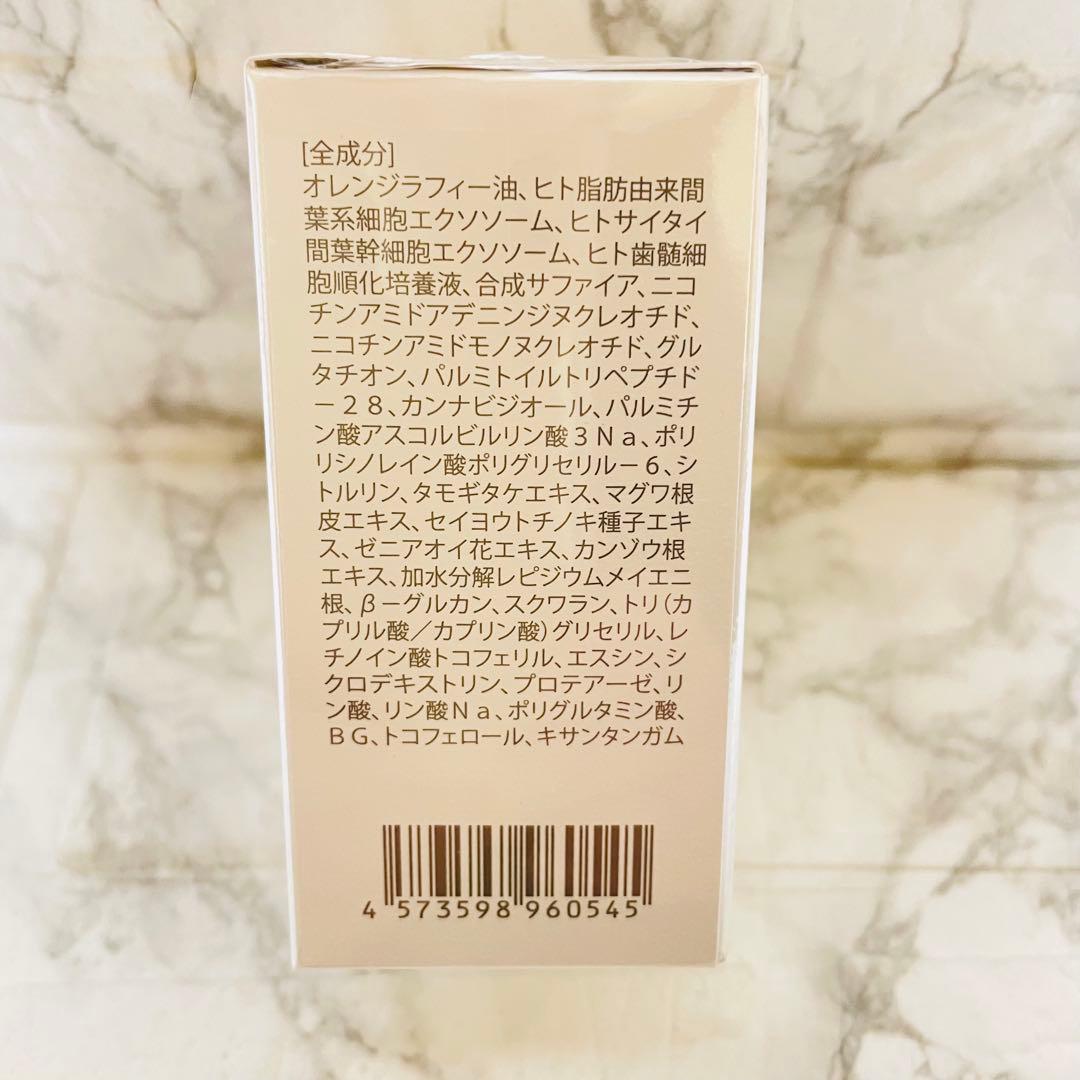 [全成分]
オレンジラフィー油、ヒト脂肪由来間
葉系細胞エクソソーム、ヒトサイタイ
間葉幹細胞エクソソーム、ヒト歯髄細
胞順化培養液、合成サファイア、ニコ
チンアミドアデニンジヌクレオチド、
ニコチンアミドモノヌクレオチド、グル
タチオン、パルミトイルトリペプチド
ー２８、カンナビジオール、パルミチ
ン酸アスコルビルリン酸３Ｎａ、ポリ
リシノレイン酸ポリグリセリルー６、シ
トルリン、タモギタケエキス、マグワ根
皮エキス、セイヨウトチノキ種子エキ
ス、ゼニアオイ花エキス、カンゾウ根
エキス、加水分解レピジウムメイエニ
根、βーグルカン、スクワラン、トリ（カ
プリル酸／カプリン酸）グリセリル、レ
チノイン酸トコフェリル、エスシン、シ
クロデキストリン、プロテアーゼ、リ
ン酸、リン酸Ｎａ、ポリグルタミン酸、
ＢＧ、トコフェロール、キサンタンガム
4 573598 960545